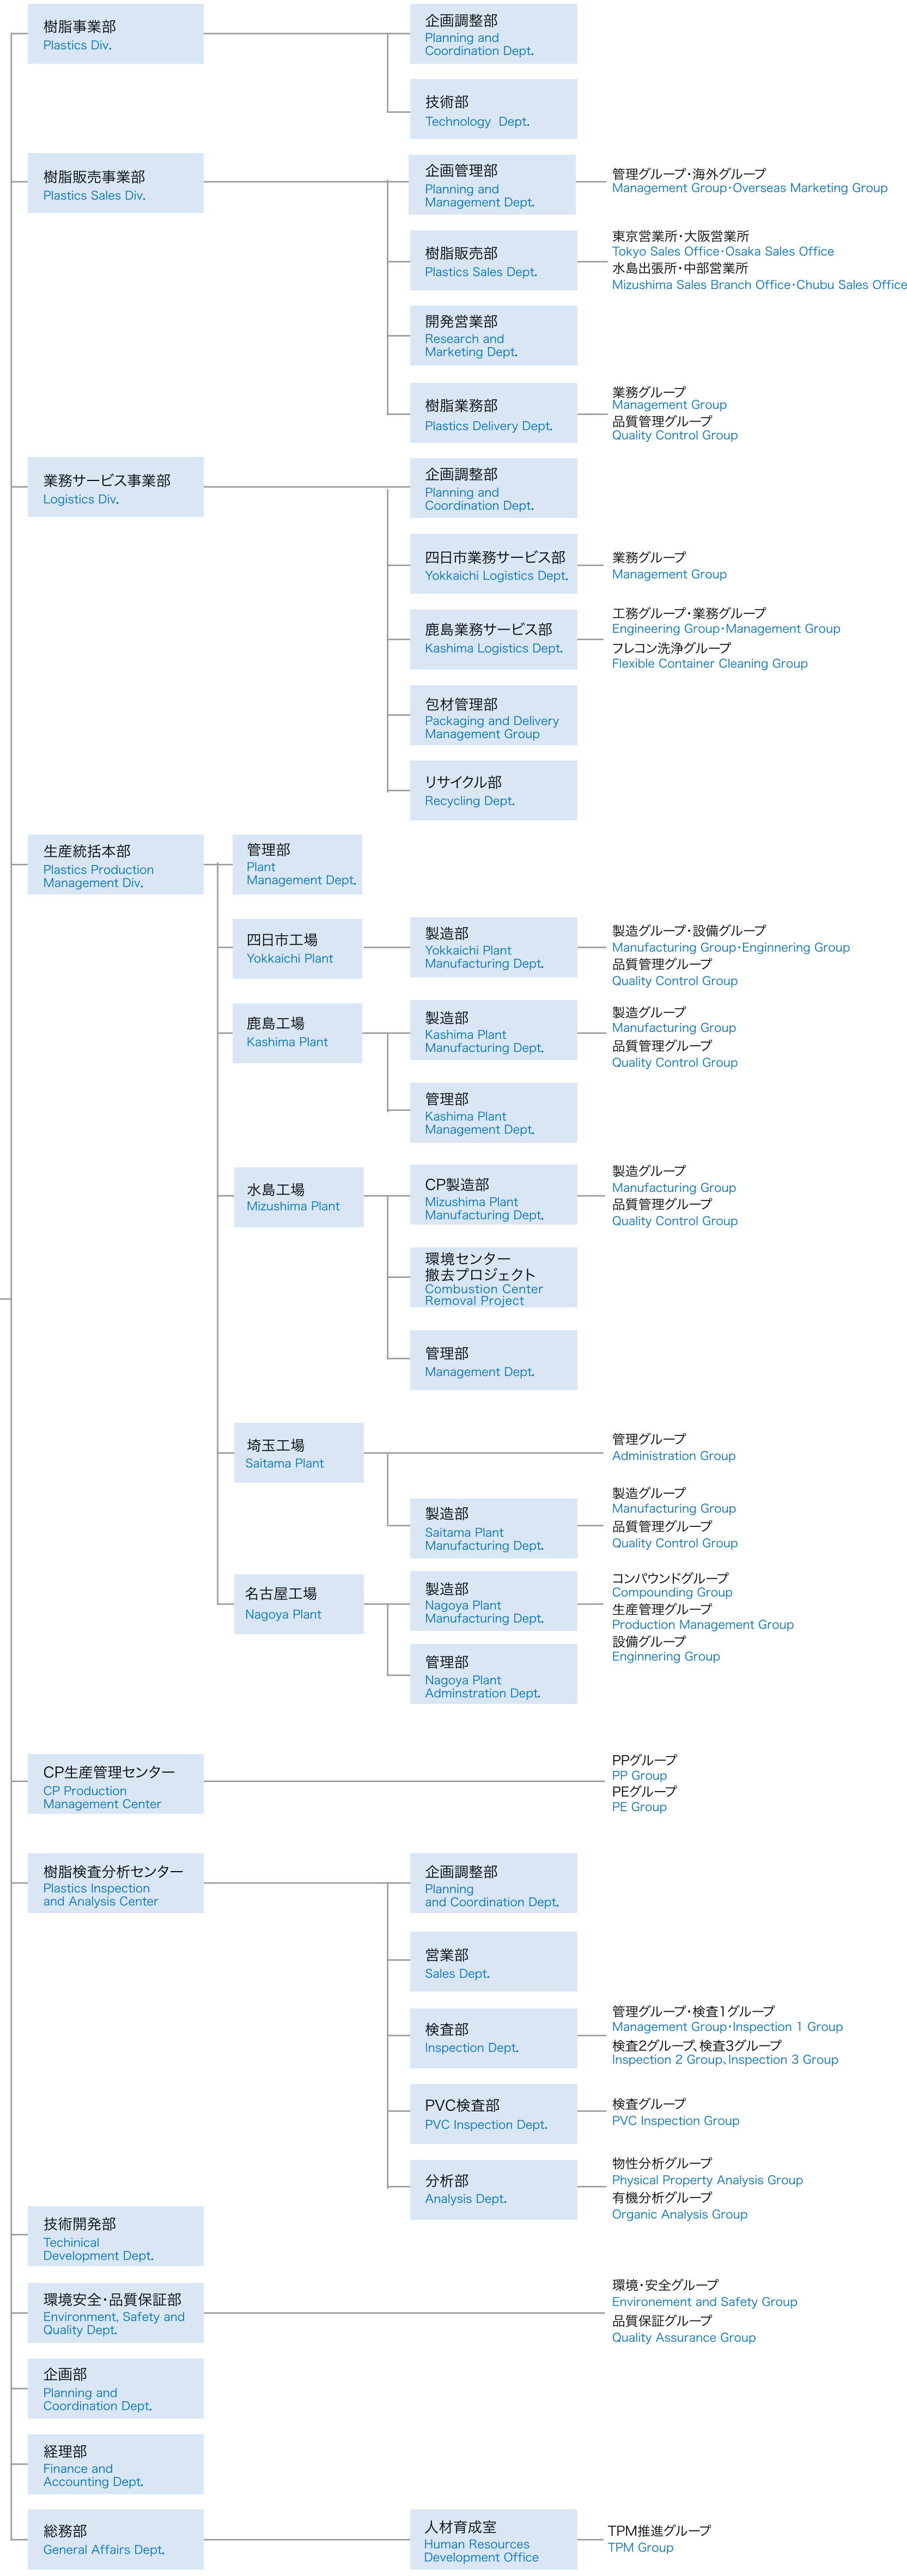 樹脂事業部
Plastics Div.
企画調整部
Planning and
Coordination Dept.
技術部
Technology Dept.
樹脂販売事業部
Plastics Sales Div.
企画管理部
Planning and
Management Dept.
管理グループ・海外グループ
Management Group・Overseas Marketing Group
樹脂販売部
Plastics Sales Dept.
東京営業所・大阪営業所
Tokyo Sales Office・Osaka Sales Office
水島出張所・中部営業所
Mizushima Sales Branch Office・Chubu Sales Office
開発営業部
Research and
Marketing Dept.
樹脂業務部
Plastics Delivery Dept.
業務グループ
Management Group
品質管理グループ
Quality Control Group
業務サービス事業部
Logistics Div.
企画調整部
Planning and
Coordination Dept.
四日市業務サービス部
Yokkaichi Logistics Dept.
業務グループ
Management Group
鹿島業務サービス部
Kashima Logistics Dept.
工務グループ・業務グループ
Engineering Group・Management Group
フレコン洗浄グループ
Flexible Container Cleaning Group
包材管理部
Packaging and Delivery
Management Group
リサイクル部
Recycling Dept.
生産統括本部
Plastics Production
Management Div.
管理部
Plant
Management Dept.
四日市工場
Yokkaichi Plant
製造部
Yokkaichi Plant
Manufacturing Dept.
製造グループ・設備グループ
Manufacturing Group・Enginnering Group
品質管理グループ
Quality Control Group
鹿島工場
Kashima Plant
製造部
Kashima Plant
Manufacturing Dept.
製造グループ
Manufacturing Group
品質管理グループ
Quality Control Group
管理部
Kashima Plant
Management Dept.
水島工場
Mizushima Plant
CP製造部
Mizushima Plant
Manufacturing Dept.
製造グループ
Manufacturing Group
品質管理グループ
Quality Control Group
環境センター
撤去プロジェクト
Combustion Center
Removal Project
管理部
Management Dept.
埼玉工場
Saitama Plant
管理グループ
Administration Group
製造部
Saitama Plant
Manufacturing Dept.
製造グループ
Manufacturing Group
品質管理グループ
Quality Control Group
名古屋工場
Nagoya Plant
製造部
Nagoya Plant
Manufacturing Dept.
コンパウンドグループ
Compounding Group
生産管理グループ
Production Management Group
設備グループ
Enginnering Group
管理部
Nagoya Plant
Adminstration Dept.
CP生産管理センター
CP Production
Management Center
PPグループ
PP Group
PEグループ
PE Group
樹脂検査分析センター
Plastics Inspection
and Analysis Center
企画調整部
Planning
and Coordination Dept.
営業部
Sales Dept.
検査部
Inspection Dept.
管理グループ・検査1グループ
Management Group・Inspection 1 Group
検査2グループ、検査3グループ
Inspection 2 Group、Inspection 3 Group
PVC検査部
PVC Inspection Dept.
検査グループ
PVC Inspection Group
分析部
Analysis Dept.
物性分析グループ
Physical Property Analysis Group
有機分析グループ
Organic Analysis Group
技術開発部
Techinical
Development Dept.
環境安全・品質保証部
Environment, Safety and
Quality Dept.
環境・安全グループ
Environement and Safety Group
品質保証グループ
Quality Assurance Group
企画部
Planning and
Coordination Dept.
経理部
Finance and
Accounting Dept.
総務部
General Affairs Dept.
人材育成室
Human Resources
Development Office
TPM推進グループ
TPM Group